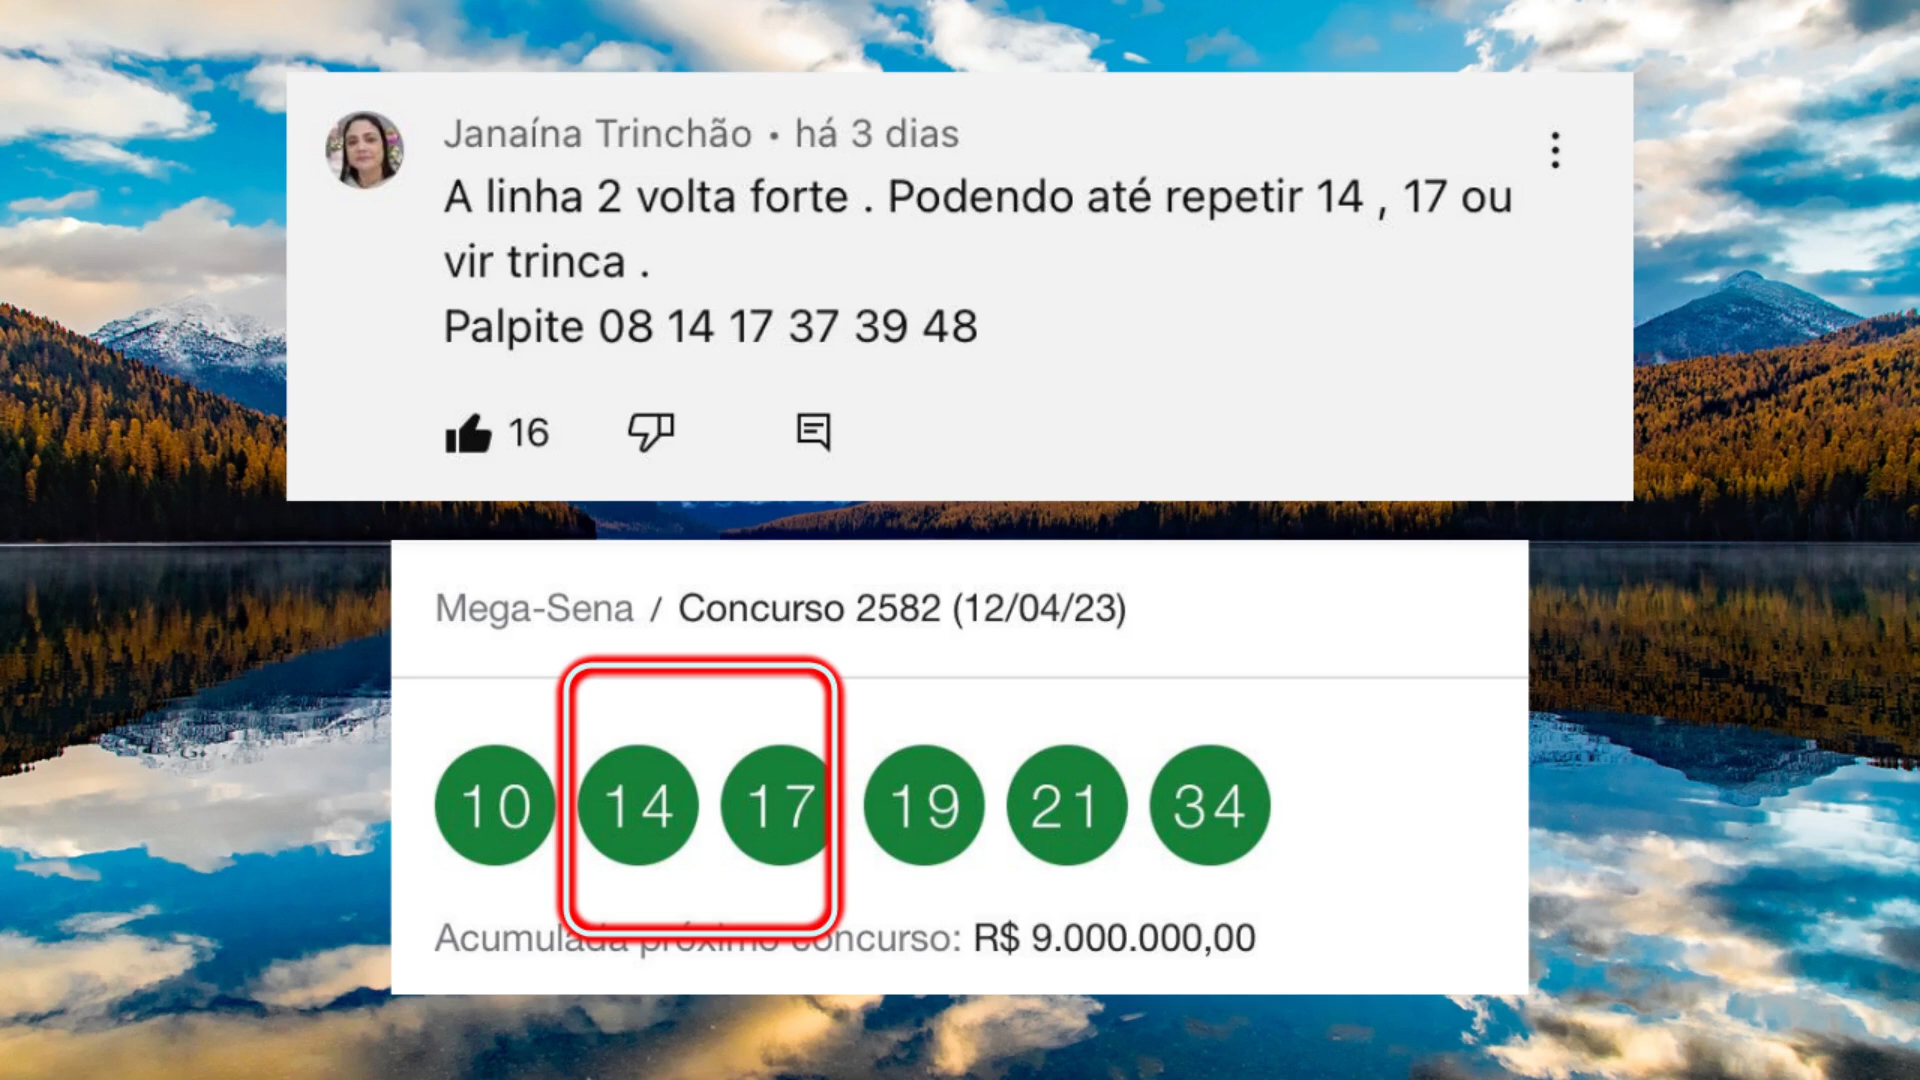 Janaína Trinchão • há 3 dias
A linha 2 volta forte . Podendo até repetir 14 , 17 ou
vir trinca .
Palpite 08 14 17 37 39 48
16
Mega-Sena / Concurso 2582 (12/04/23)
10 14 17 19 21 34
Acumulada próximo concurso: R$ 9.000.000,00